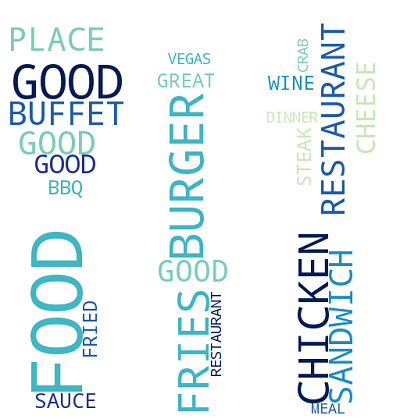 PLACE
GOOD
BUFFET
GOOD
GOOD
BBQ
FOOD
FRIED
SAUCE
VEGAS
GREAT
BURGER
GOOD
FRIES
RESTAURANT
CRAB
WINE
RESTAURANT
CHEESE
DINNER
STEAK
CHICKEN
SANDWICH
MEAL